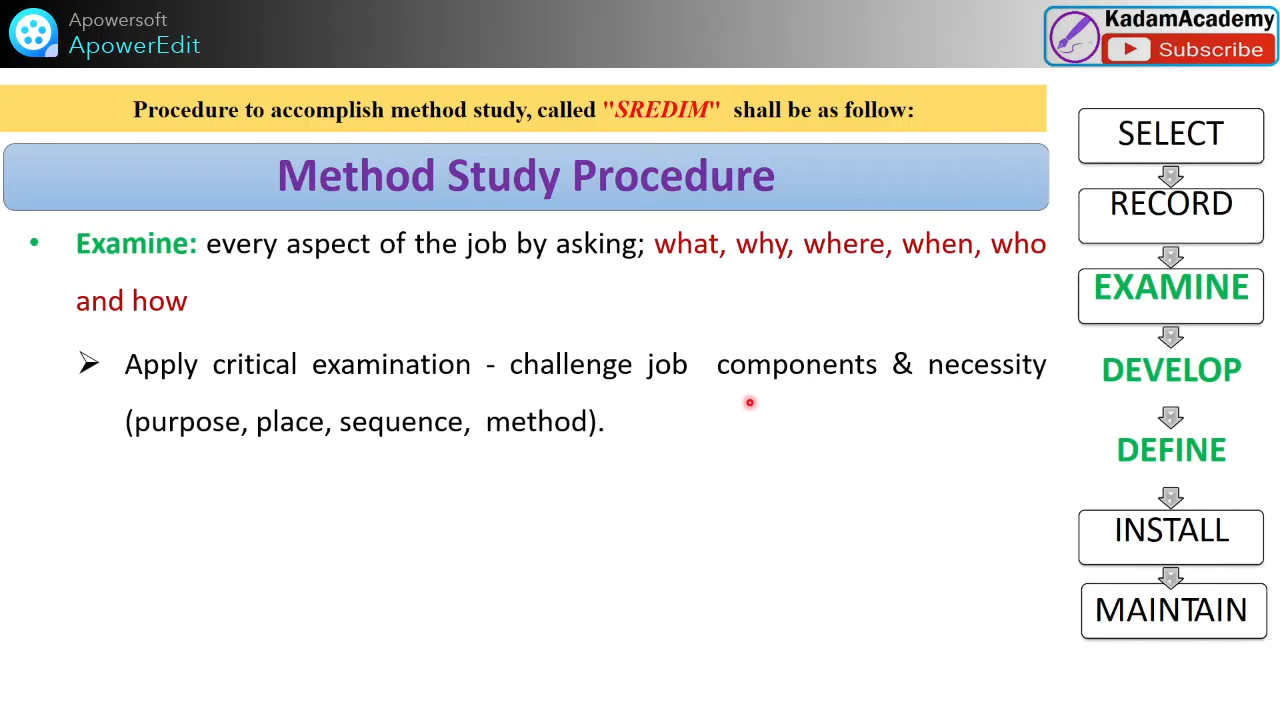 Apowersoft
ApowerEdit
KadamAcademy
Subscribe
Procedure to accomplish method study, called "SREDIM" shall be as follow:
Method Study Procedure
• Examine: every aspect of the job by asking; what, why, where, when, who
and how
➢ Apply critical examination - challenge job components & necessity
(purpose, place, sequence, method).
SELECT
RECORD
EXAMINE
DEVELOP
DEFINE
INSTALL
MAINTAIN